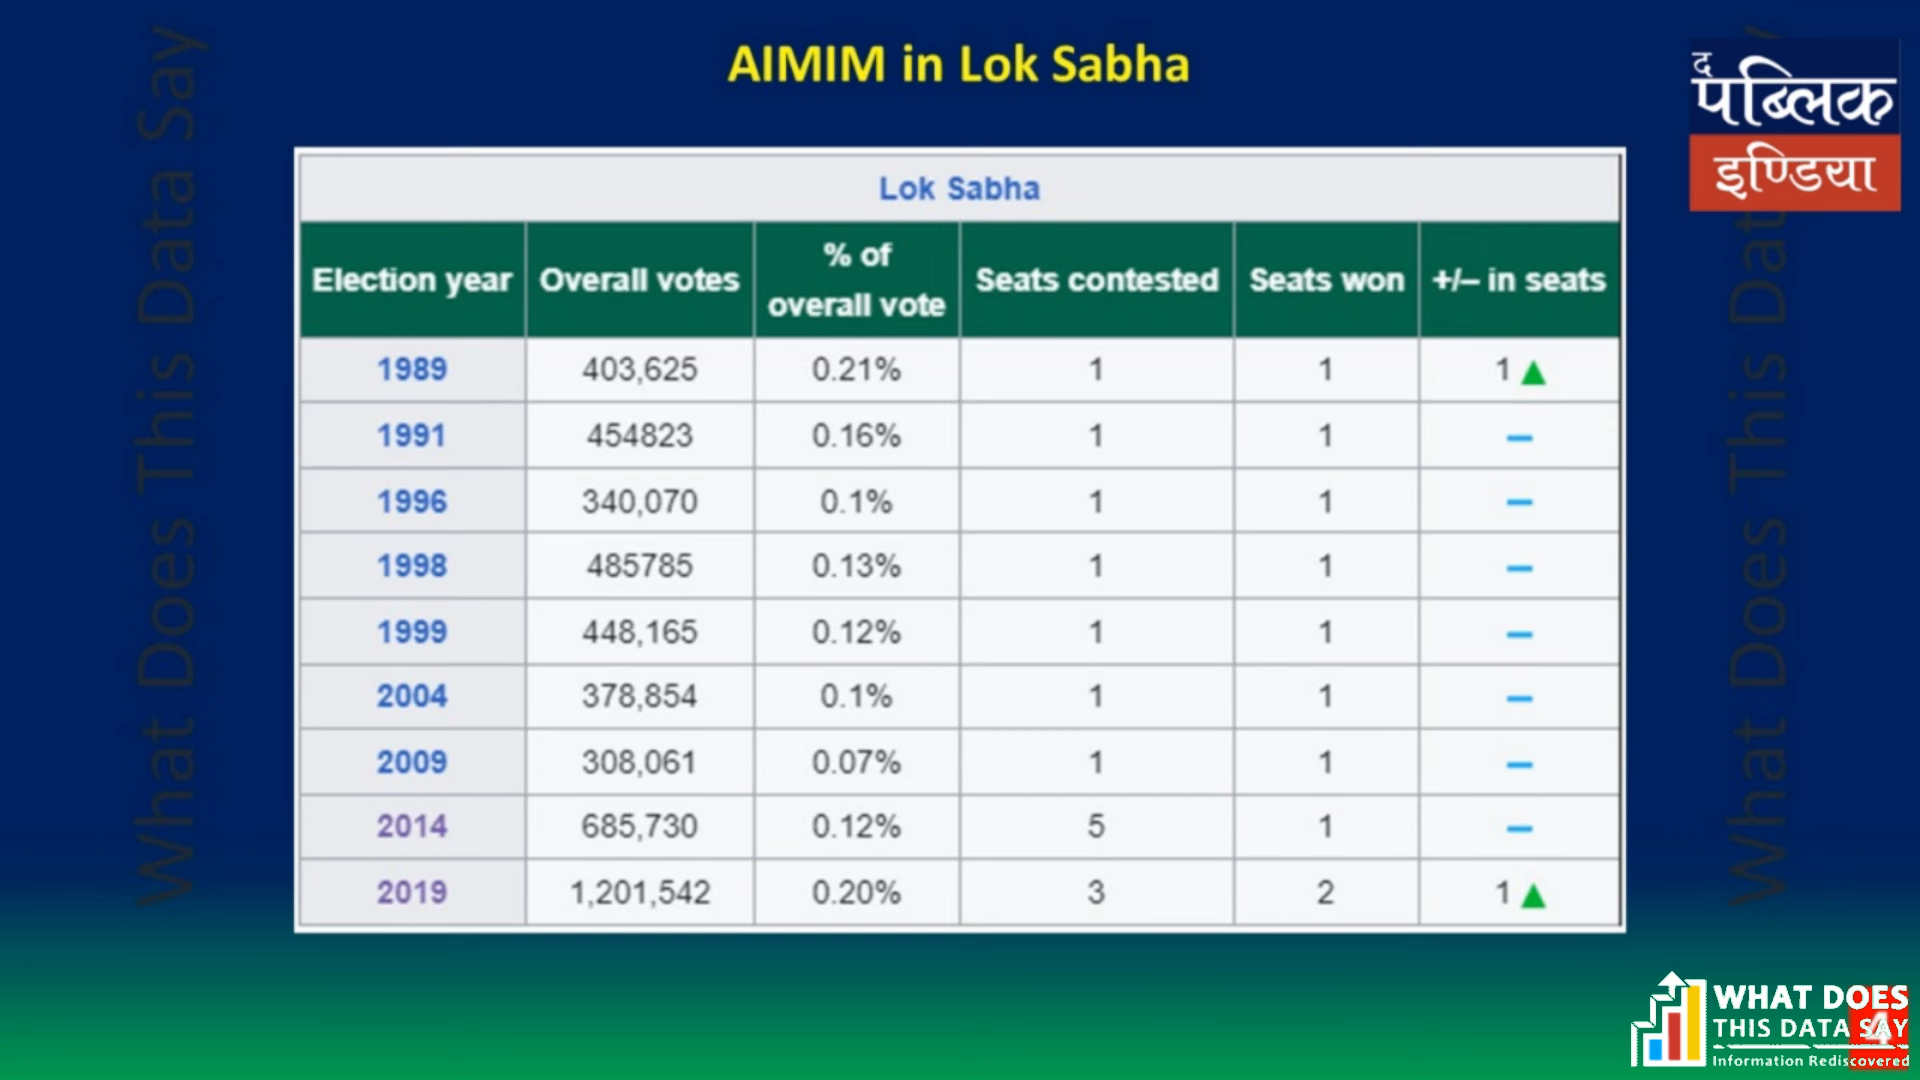 AIMIM in Lok Sabha
द
पब्लिक
इण्डिया
What Does This Data Say
What Does This Data
Lok Sabha
Election year Overall votes % of overall vote Seats contested Seats won +/– in seats
1989 403,625 0.21% 1 1 1 ▲
1991 454823 0.16% 1 1 –
1996 340,070 0.1% 1 1 –
1998 485785 0.13% 1 1 –
1999 448,165 0.12% 1 1 –
2004 378,854 0.1% 1 1 –
2009 308,061 0.07% 1 1 –
2014 685,730 0.12% 5 1 –
2019 1,201,542 0.20% 3 2 1 ▲
WHAT DOES
THIS DATA SAY
4
Information Rediscovered